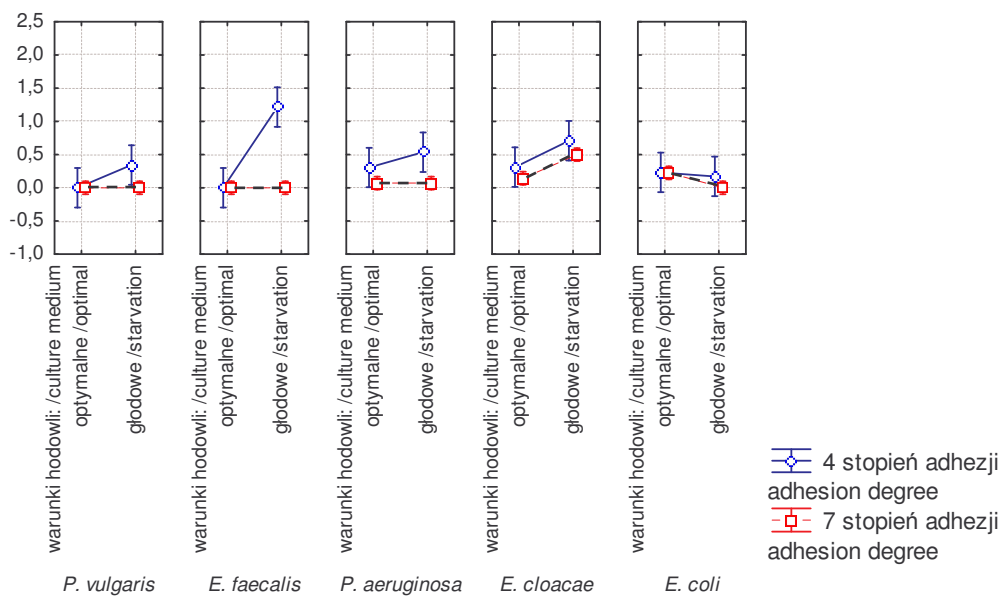 2,5
2,0
1,5
1,0
0,5
0,0
-0,5
-1,0
warunki hodowli: /culture medium
optymalne /optimal
głodowe /starvation
warunki hodowli: /culture medium
optymalne /optimal
głodowe /starvation
warunki hodowli: /culture medium
optymalne /optimal
głodowe /starvation
warunki hodowli: /culture medium
optymalne /optimal
głodowe /starvation
warunki hodowli: /culture medium
optymalne /optimal
głodowe /starvation
P. vulgaris
E. faecalis
P. aeruginosa
E. cloacae
E. coli
4 stopień adhezji
adhesion degree
7 stopień adhezji
adhesion degree